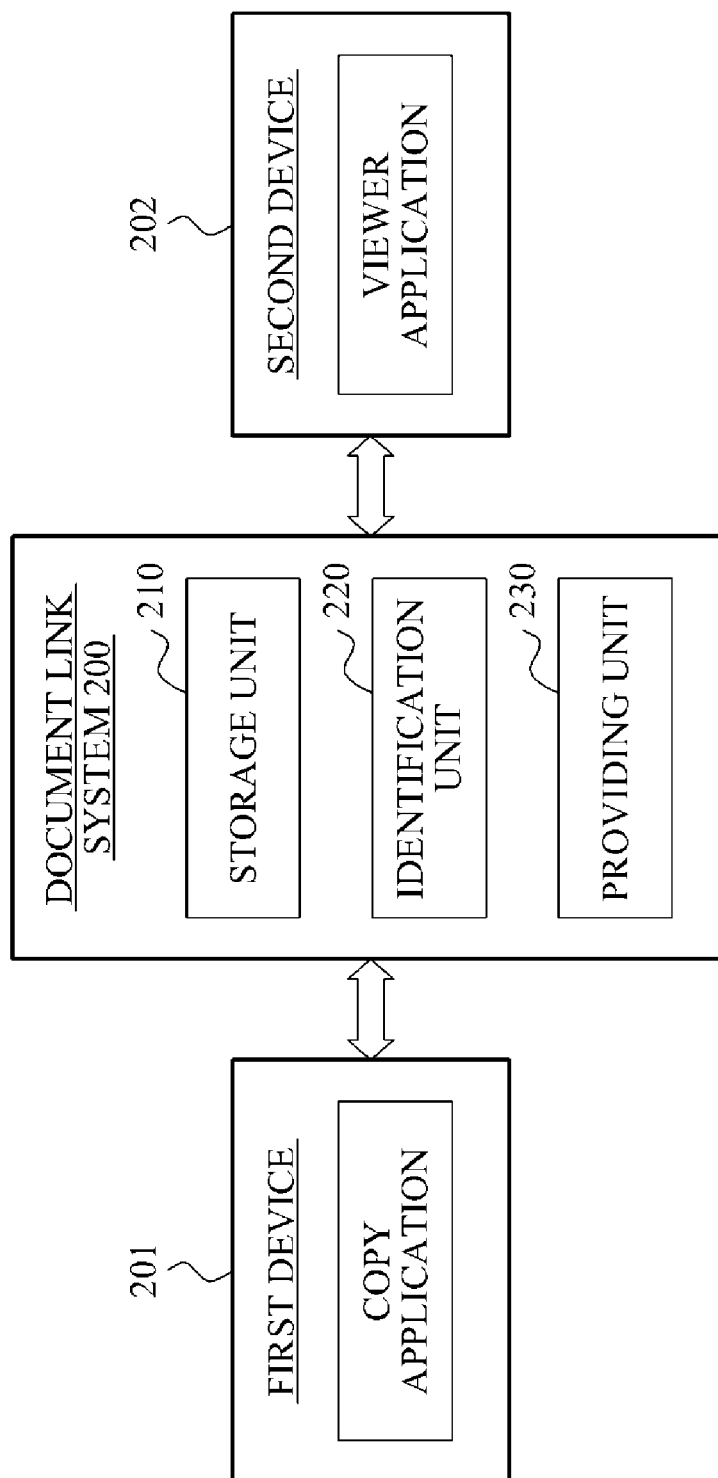 201
FIRST DEVICE
COPY
APPLICATION
DOCUMENT LINK
SYSTEM 200
210
STORAGE UNIT
220
IDENTIFICATION
UNIT
230
PROVIDING UNIT
202
SECOND DEVICE
VIEWER
APPLICATION